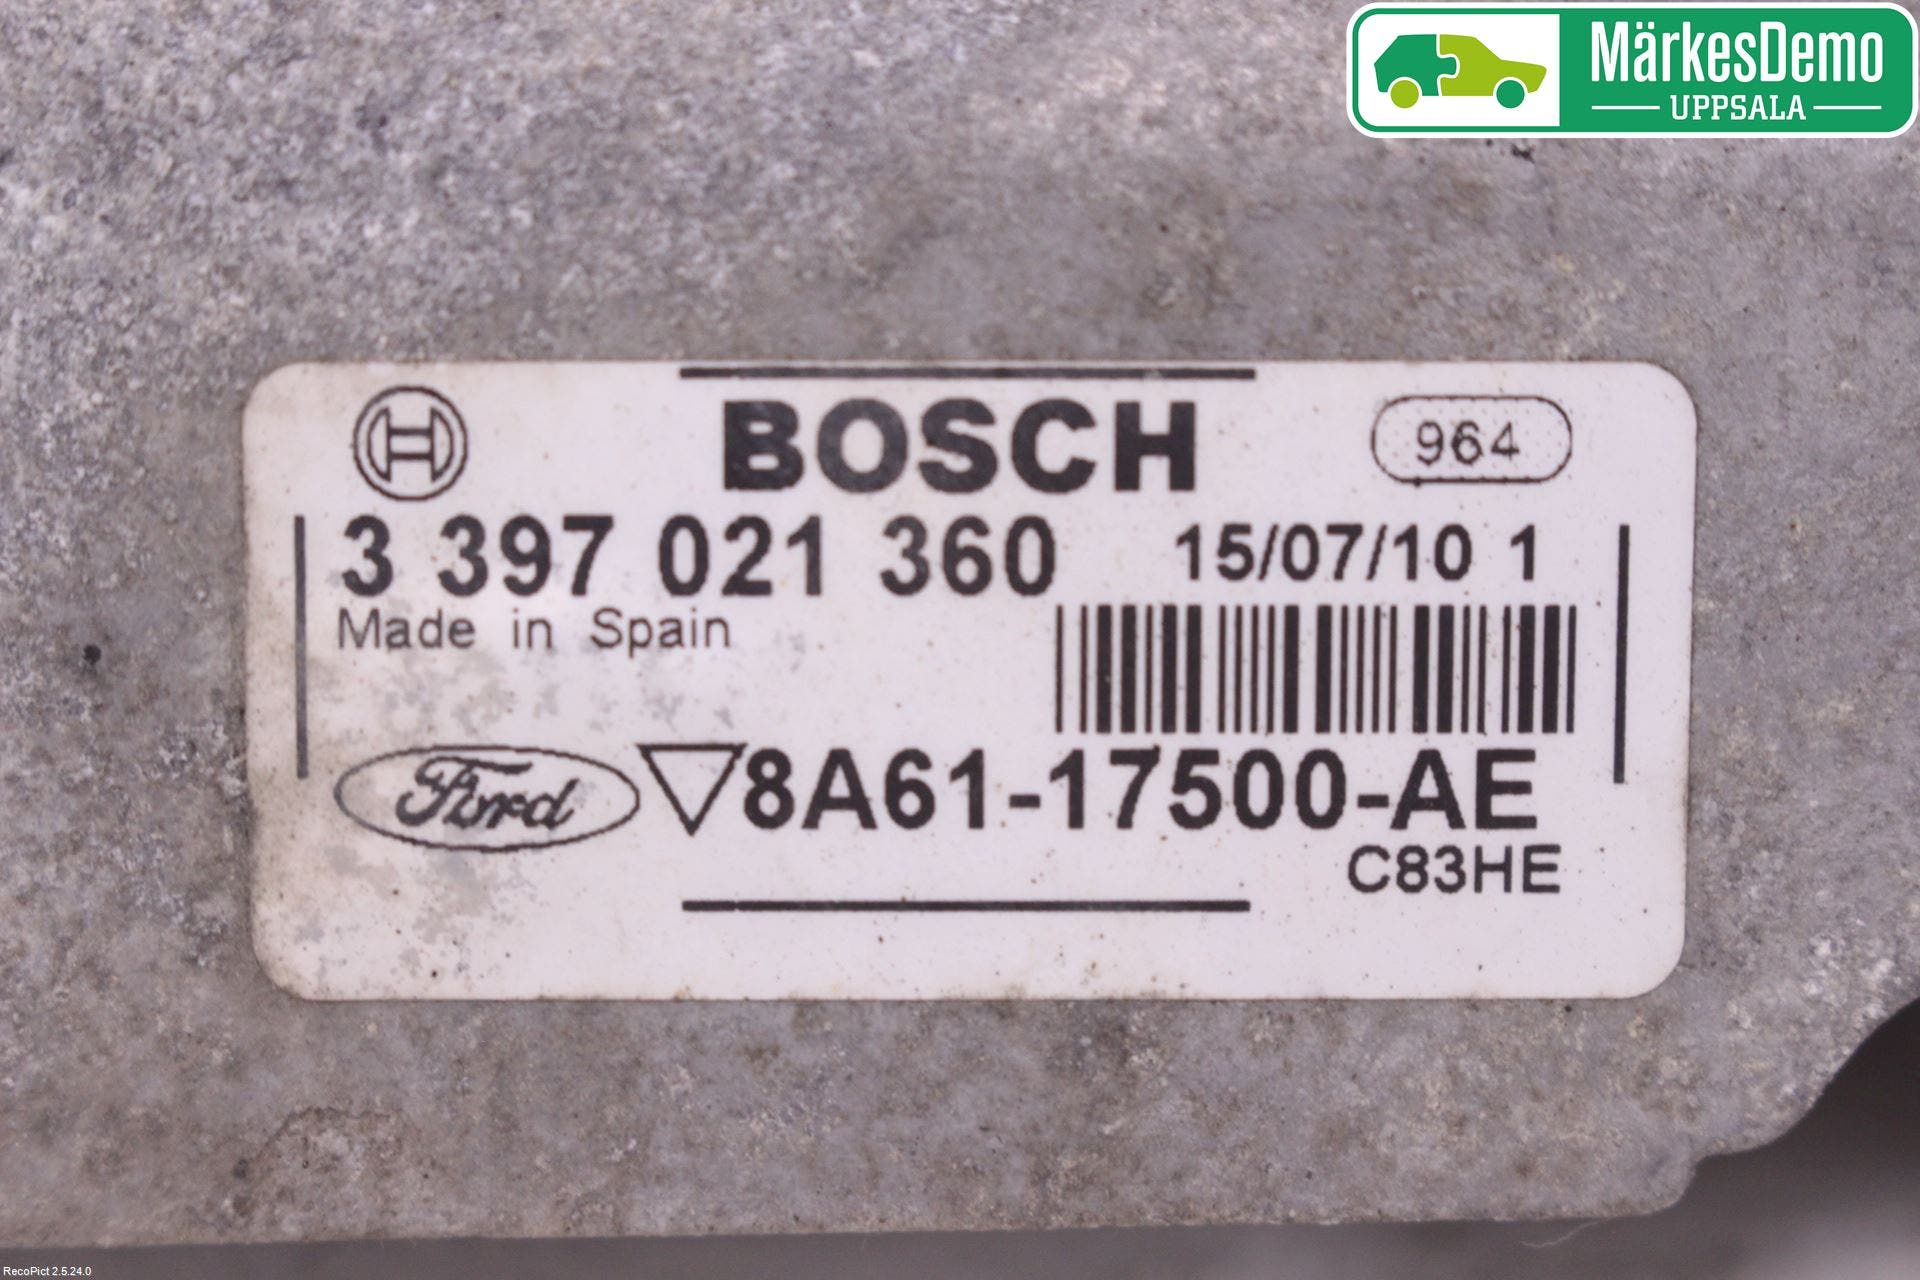 MärkesDemo
UPPSALA
BOSCH
964
3 397 021 360
15/07/10 1
Made in Spain
Ford
8A61-17500-AE
C83HE
RecoPict 2.5.24.0